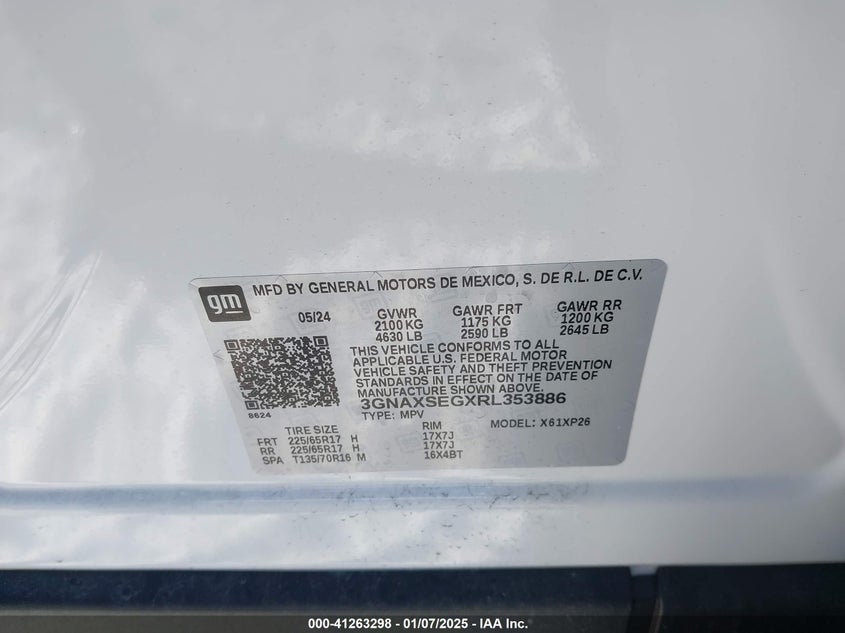 gm
MFD BY GENERAL MOTORS DE MEXICO, S. DE R.L. DE C.V.
05/24 GVWR GAWR FRT GAWR RR
2100 KG 1175 KG 1200 KG
4630 LB 2590 LB 2645 LB
THIS VEHICLE CONFORMS TO ALL
APPLICABLE U.S. FEDERAL MOTOR
VEHICLE SAFETY AND THEFT PREVENTION
STANDARDS IN EFFECT ON THE DATE OF
MANUFACTURE SHOWN ABOVE.
3GNAXSEGXRL353886
8624
TYPE: MPV MODEL: X61XP26
TIRE SIZE RIM
FRT 225/65R17 H 17X7J
RR 225/65R17 H 17X7J
SPA T135/70R16 M 16X4BT
000-41263298 - 01/07/2025 - IAA Inc.